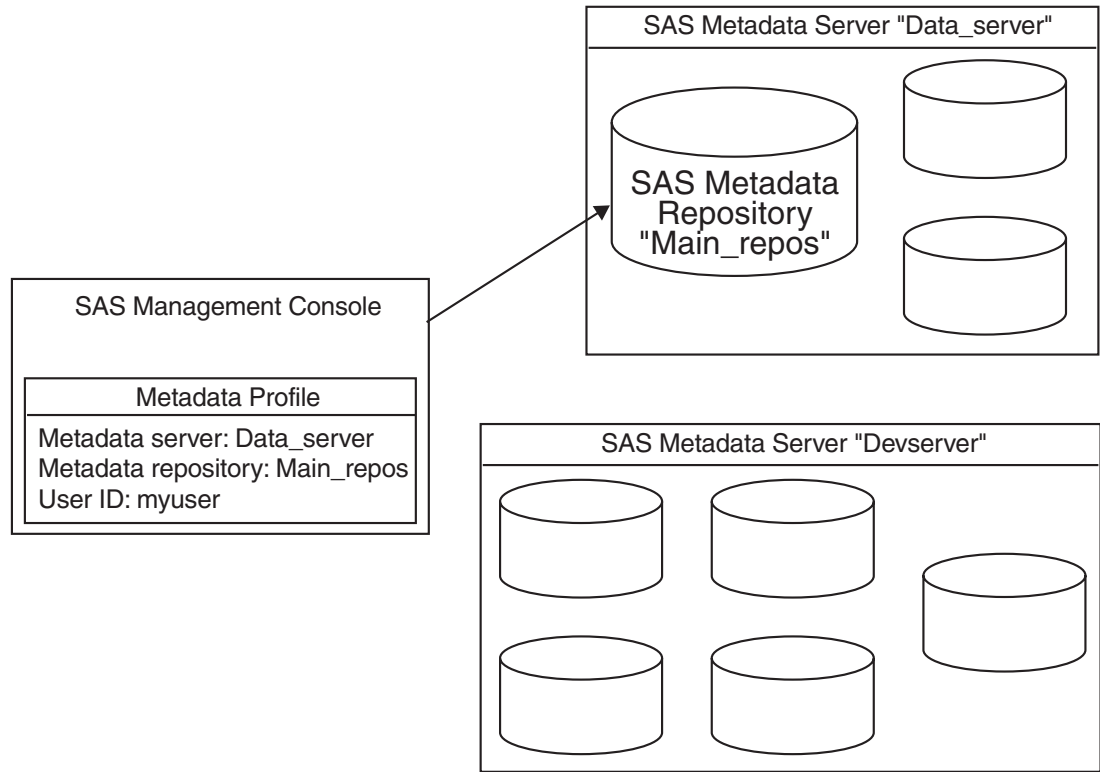 SAS Metadata Server "Data_server"
SAS Metadata
Repository
"Main_repos"
SAS Management Console
Metadata Profile
Metadata server: Data_server
Metadata repository: Main_repos
User ID: myuser
SAS Metadata Server "Devserver"